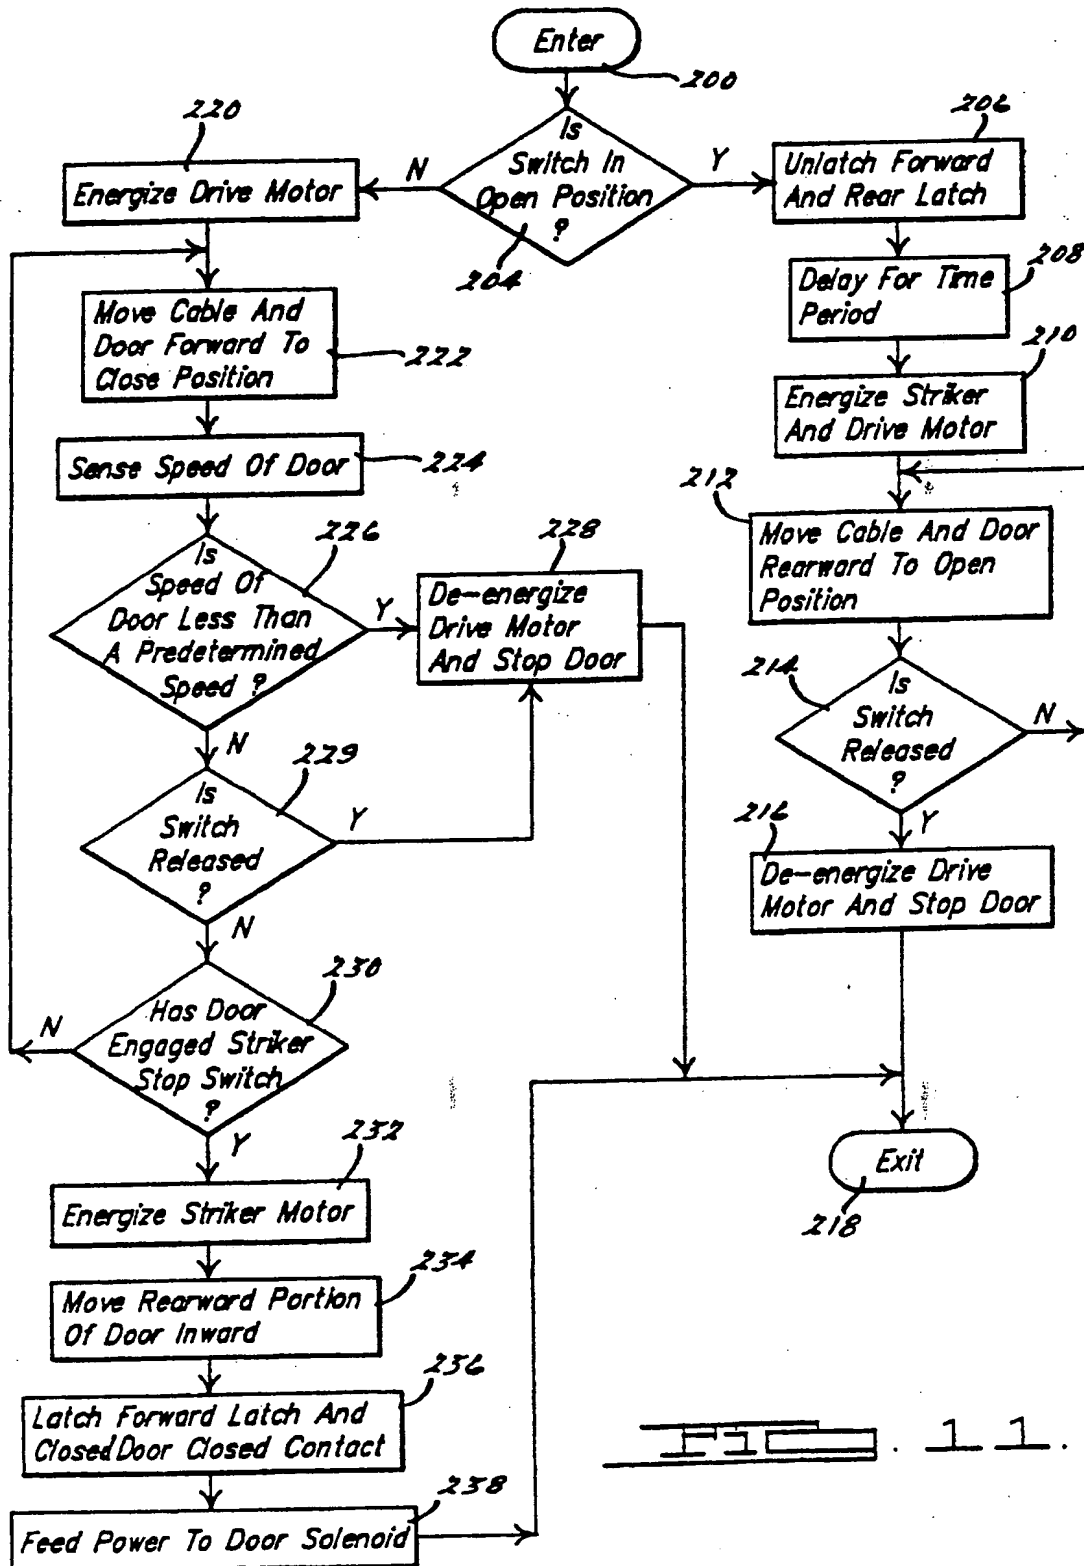 Enter
200
Is
Switch In
Open Position
?
204
N
Y
220
Energize Drive Motor
206
Unlatch Forward
And Rear Latch
208
Delay For Time
Period
210
Energize Striker
And Drive Motor
212
Move Cable And Door
Rearward To Open
Position
214
Is
Switch
Released
?
N
Y
216
De-energize Drive
Motor And Stop Door
Exit
218
Move Cable And
Door Forward To
Close Position
222
Sense Speed Of Door
224
226
Is
Speed Of
Door Less Than
A Predetermined
Speed ?
Y
N
228
De-energize
Drive Motor
And Stop Door
229
Is
Switch
Released
?
Y
N
230
Has Door
Engaged Striker
Stop Switch
?
N
Y
232
Energize Striker Motor
234
Move Rearward Portion
Of Door Inward
236
Latch Forward Latch And
ClosedDoor Closed Contact
238
Feed Power To Door Solenoid
FIG. 11.